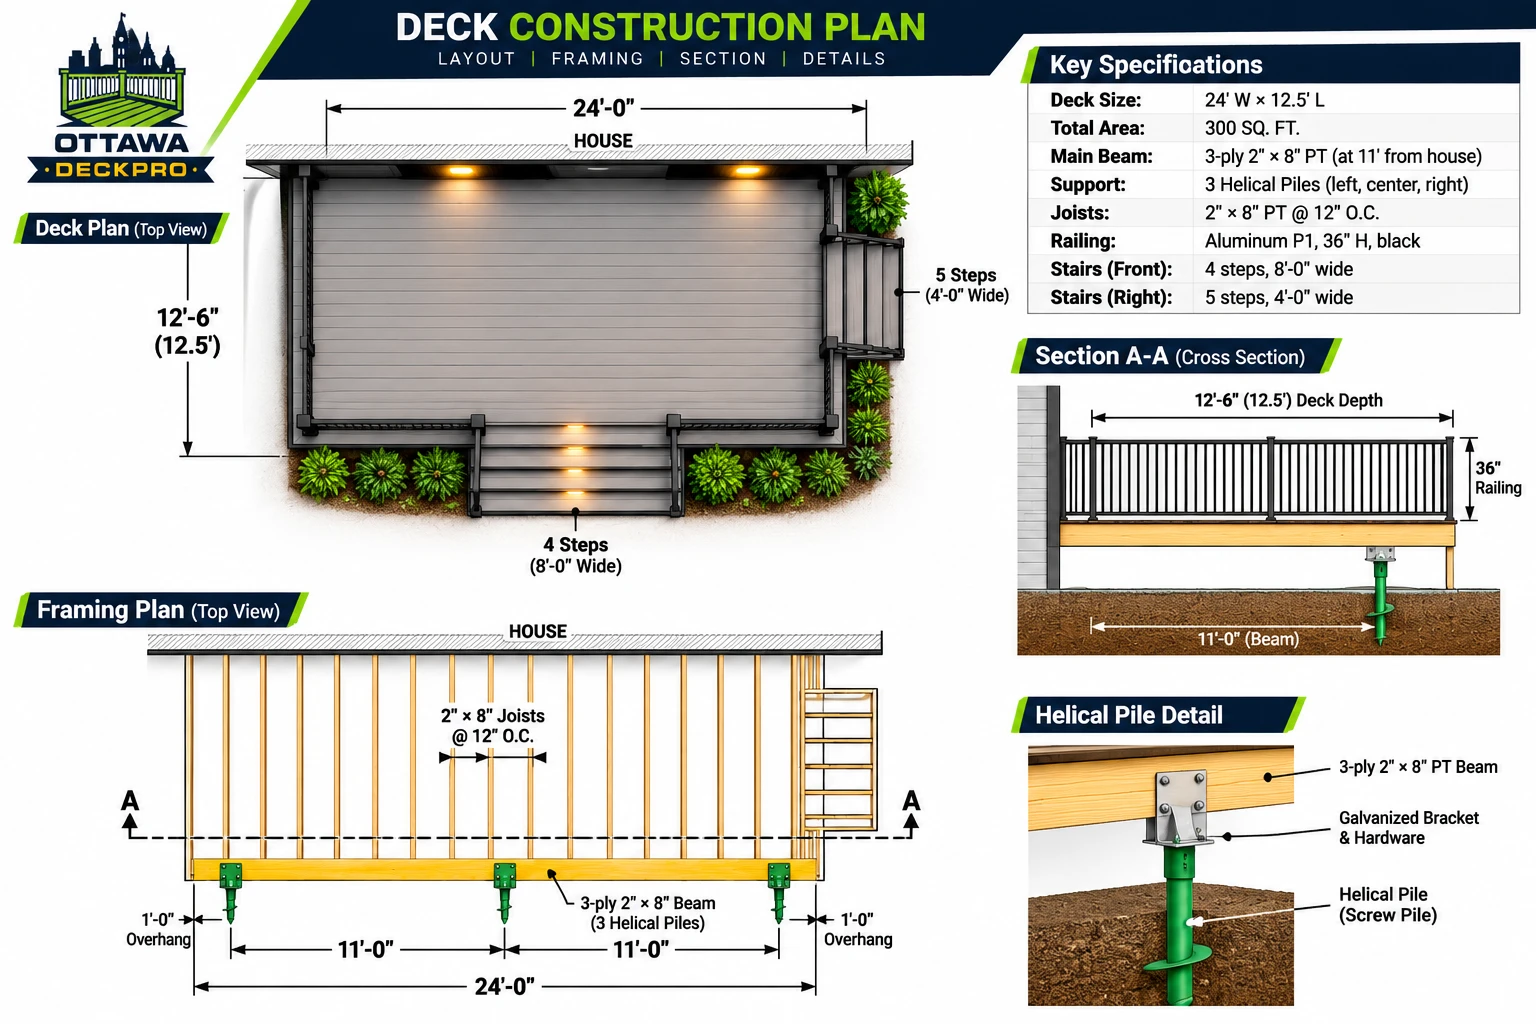 DECK CONSTRUCTION PLAN
LAYOUT | FRAMING | SECTION | DETAILS
OTTAWA
DECKPRO
Deck Plan (Top View)
24'-0"
HOUSE
12'-6"
(12.5')
5 Steps
(4'-0" Wide)
4 Steps
(8'-0" Wide)
Key Specifications
Deck Size: 24' W × 12.5' L
Total Area: 300 SQ. FT.
Main Beam: 3-ply 2" × 8" PT (at 11' from house)
Support: 3 Helical Piles (left, center, right)
Joists: 2" × 8" PT @ 12" O.C.
Railing: Aluminum P1, 36" H, black
Stairs (Front): 4 steps, 8'-0" wide
Stairs (Right): 5 steps, 4'-0" wide
Section A-A (Cross Section)
12'-6" (12.5') Deck Depth
36"
Railing
11'-0" (Beam)
Framing Plan (Top View)
HOUSE
2" × 8" Joists
@ 12" O.C.
A
A
3-ply 2" × 8" Beam
(3 Helical Piles)
1'-0"
Overhang
1'-0"
Overhang
11'-0"
11'-0"
24'-0"
Helical Pile Detail
3-ply 2" × 8" PT Beam
Galvanized Bracket
& Hardware
Helical Pile
(Screw Pile)